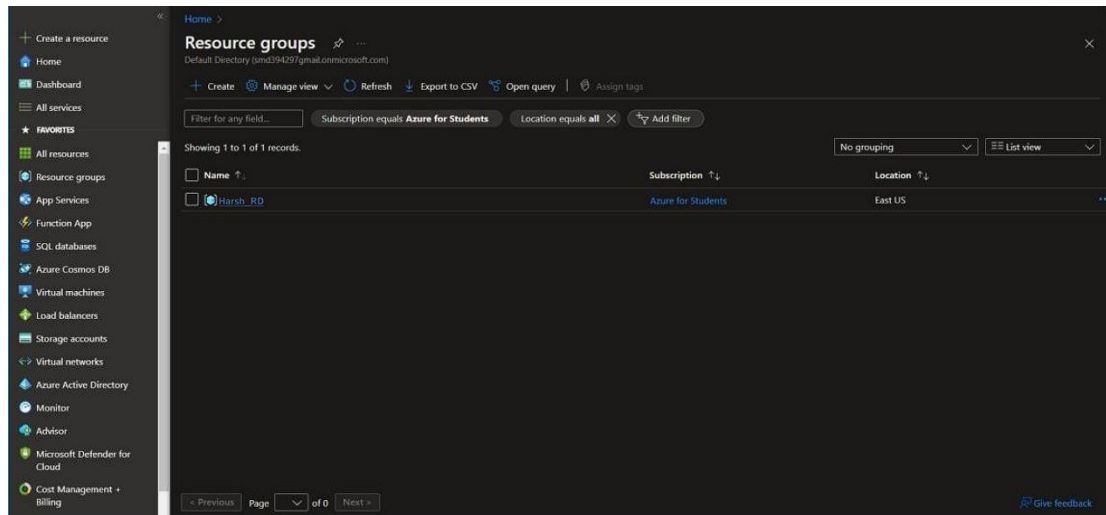 «
Create a resource
Home
Dashboard
All services
FAVORITES
All resources
Resource groups
App Services
Function App
SQL databases
Azure Cosmos DB
Virtual machines
Load balancers
Storage accounts
Virtual networks
Azure Active Directory
Monitor
Advisor
Microsoft Defender for
Cloud
Cost Management +
Billing
Home >
Resource groups ...
Default Directory (smd394297gmail.onmicrosoft.com)
+ Create Manage view Refresh Export to CSV Open query | Assign tags
Filter for any field... Subscription equals Azure for Students Location equals all Add filter
Showing 1 to 1 of 1 records. No grouping List view
Name ↑↓ Subscription ↑↓ Location ↑↓
Harsh_RD Azure for Students East US
< Previous Page of 0 Next > Give feedback